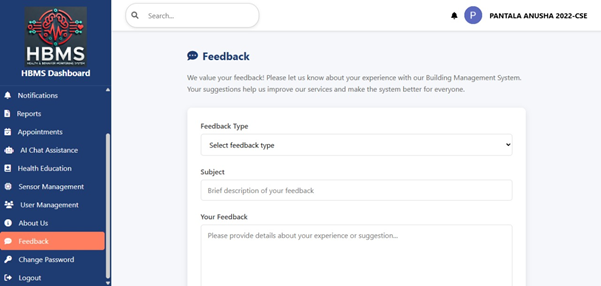 HBMS
HEALTH & BEHAVIOR MONITORING SYSTEM
HBMS Dashboard
Notifications
Reports
Appointments
AI Chat Assistance
Health Education
Sensor Management
User Management
About Us
Feedback
Change Password
Logout
Search...
P
PANTALA ANUSHA 2022-CSE
Feedback
We value your feedback! Please let us know about your experience with our Building Management System.
Your suggestions help us improve our services and make the system better for everyone.
Feedback Type
Select feedback type
Subject
Brief description of your feedback
Your Feedback
Please provide details about your experience or suggestion...